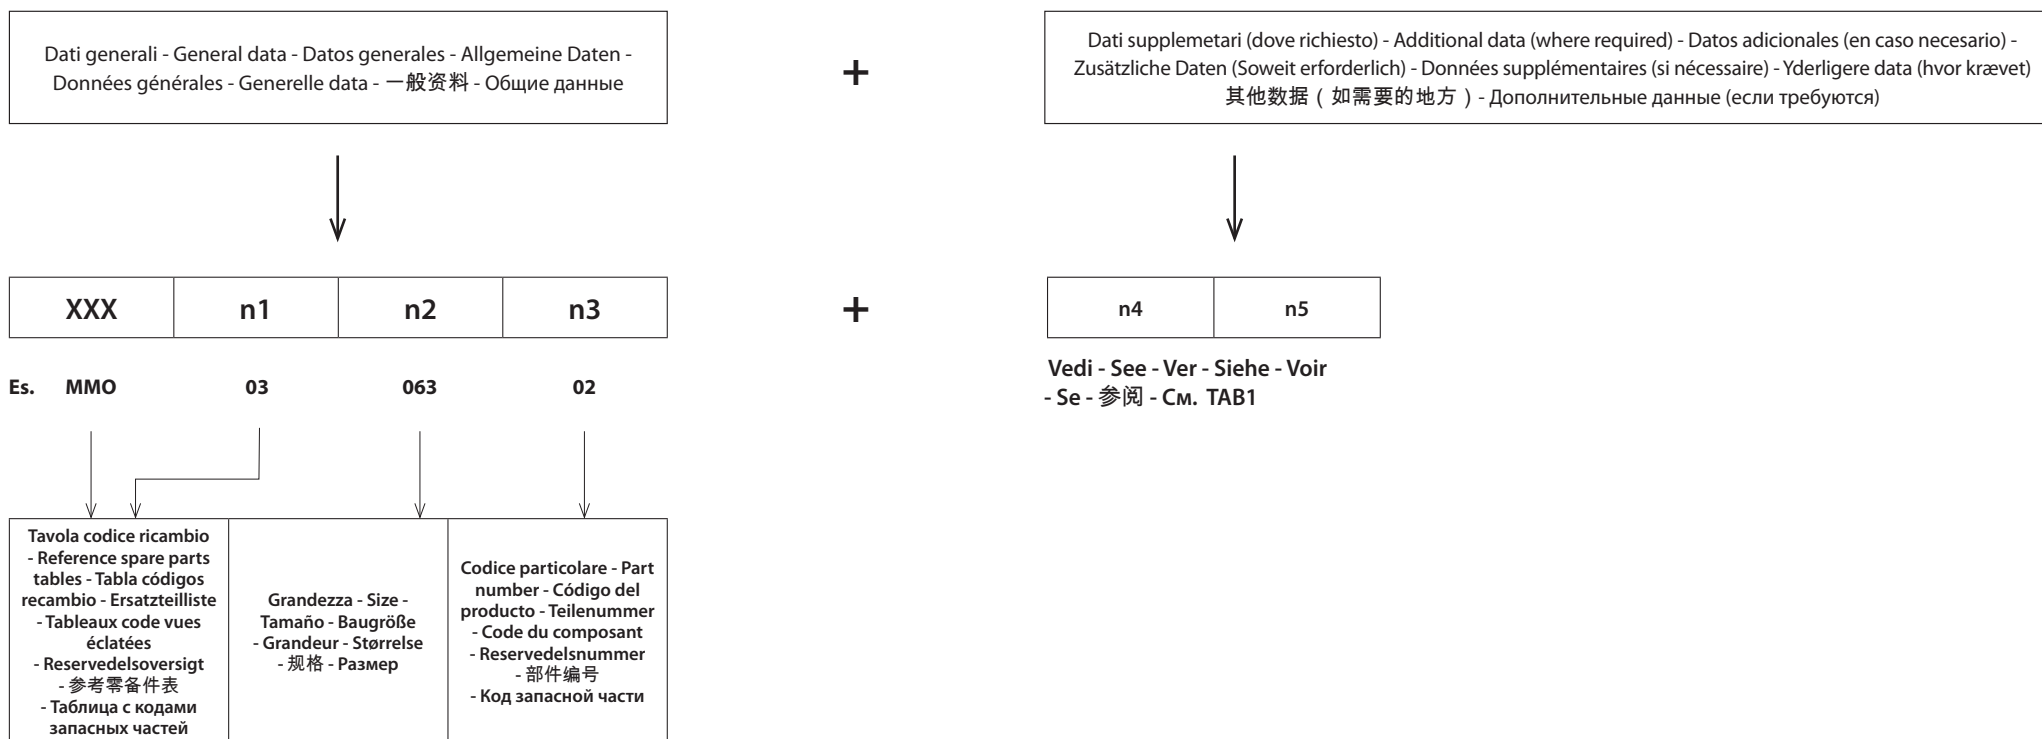 Dati generali - General data - Datos generales - Allgemeine Daten -
Données générales - Generelle data - 一般资料 - Общие данные
+
Dati supplemetari (dove richiesto) - Additional data (where required) - Datos adicionales (en caso necesario) -
Zusätzliche Daten (Soweit erforderlich) - Données supplémentaires (si nécessaire) - Yderligere data (hvor krævet)
其他数据（如需要的地方）- Дополнительные данные (если требуются)
XXX n1 n2 n3
+
n4 n5
Es. MMO 03 063 02
Vedi - See - Ver - Siehe - Voir
- Se - 参阅 - См. TAB1
Tavola codice ricambio
- Reference spare parts
tables - Tabla códigos
recambio - Ersatzteilliste
- Tableaux code vues
éclatées
- Reservedelsoversigt
- 参考零备件表
- Таблица с кодами
запасных частей
Grandezza - Size -
Tamaño - Baugröße
- Grandeur - Størrelse
- 规格 - Размер
Codice particolare - Part
number - Código del
producto - Teilenummer
- Code du composant
- Reservedelsnummer
- 部件编号
- Код запасной части